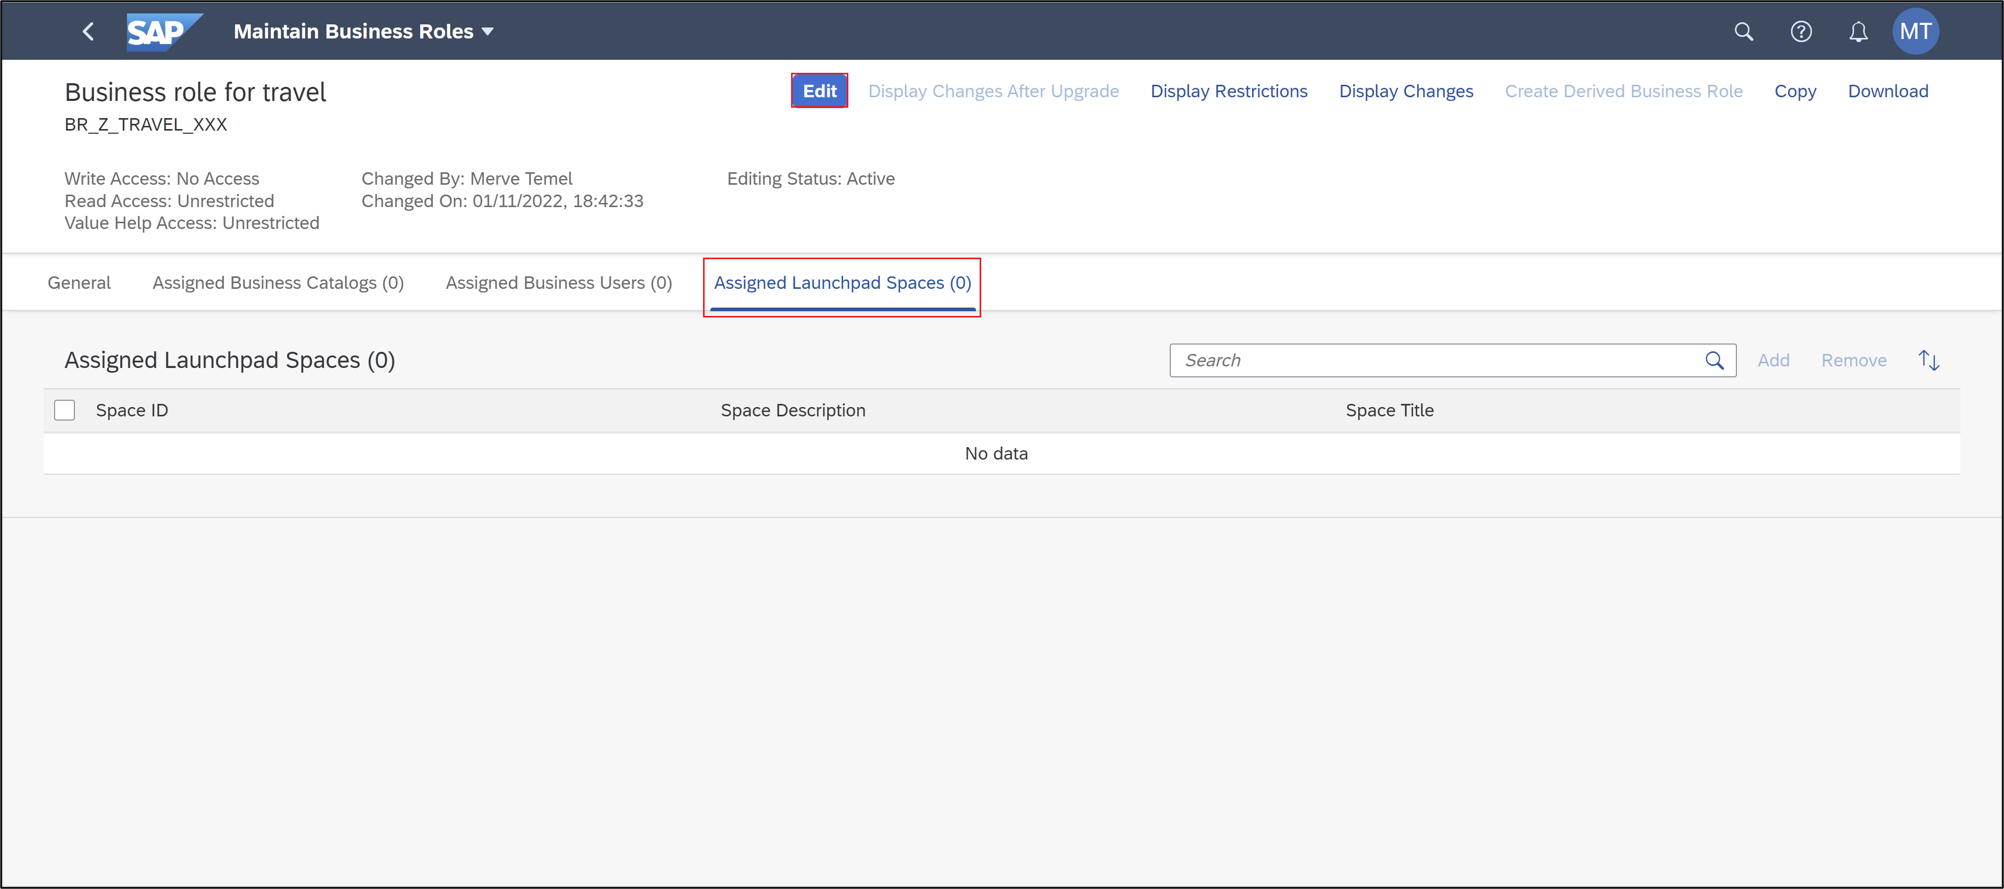 SAP Maintain Business Roles MT
Business role for travel
Edit Display Changes After Upgrade Display Restrictions Display Changes Create Derived Business Role Copy Download
BR_Z_TRAVEL_XXX
Write Access: No Access Changed By: Merve Temel Editing Status: Active
Read Access: Unrestricted Changed On: 01/11/2022, 18:42:33
Value Help Access: Unrestricted
General Assigned Business Catalogs (0) Assigned Business Users (0) Assigned Launchpad Spaces (0)
Assigned Launchpad Spaces (0) Search Add Remove
Space ID Space Description Space Title
No data